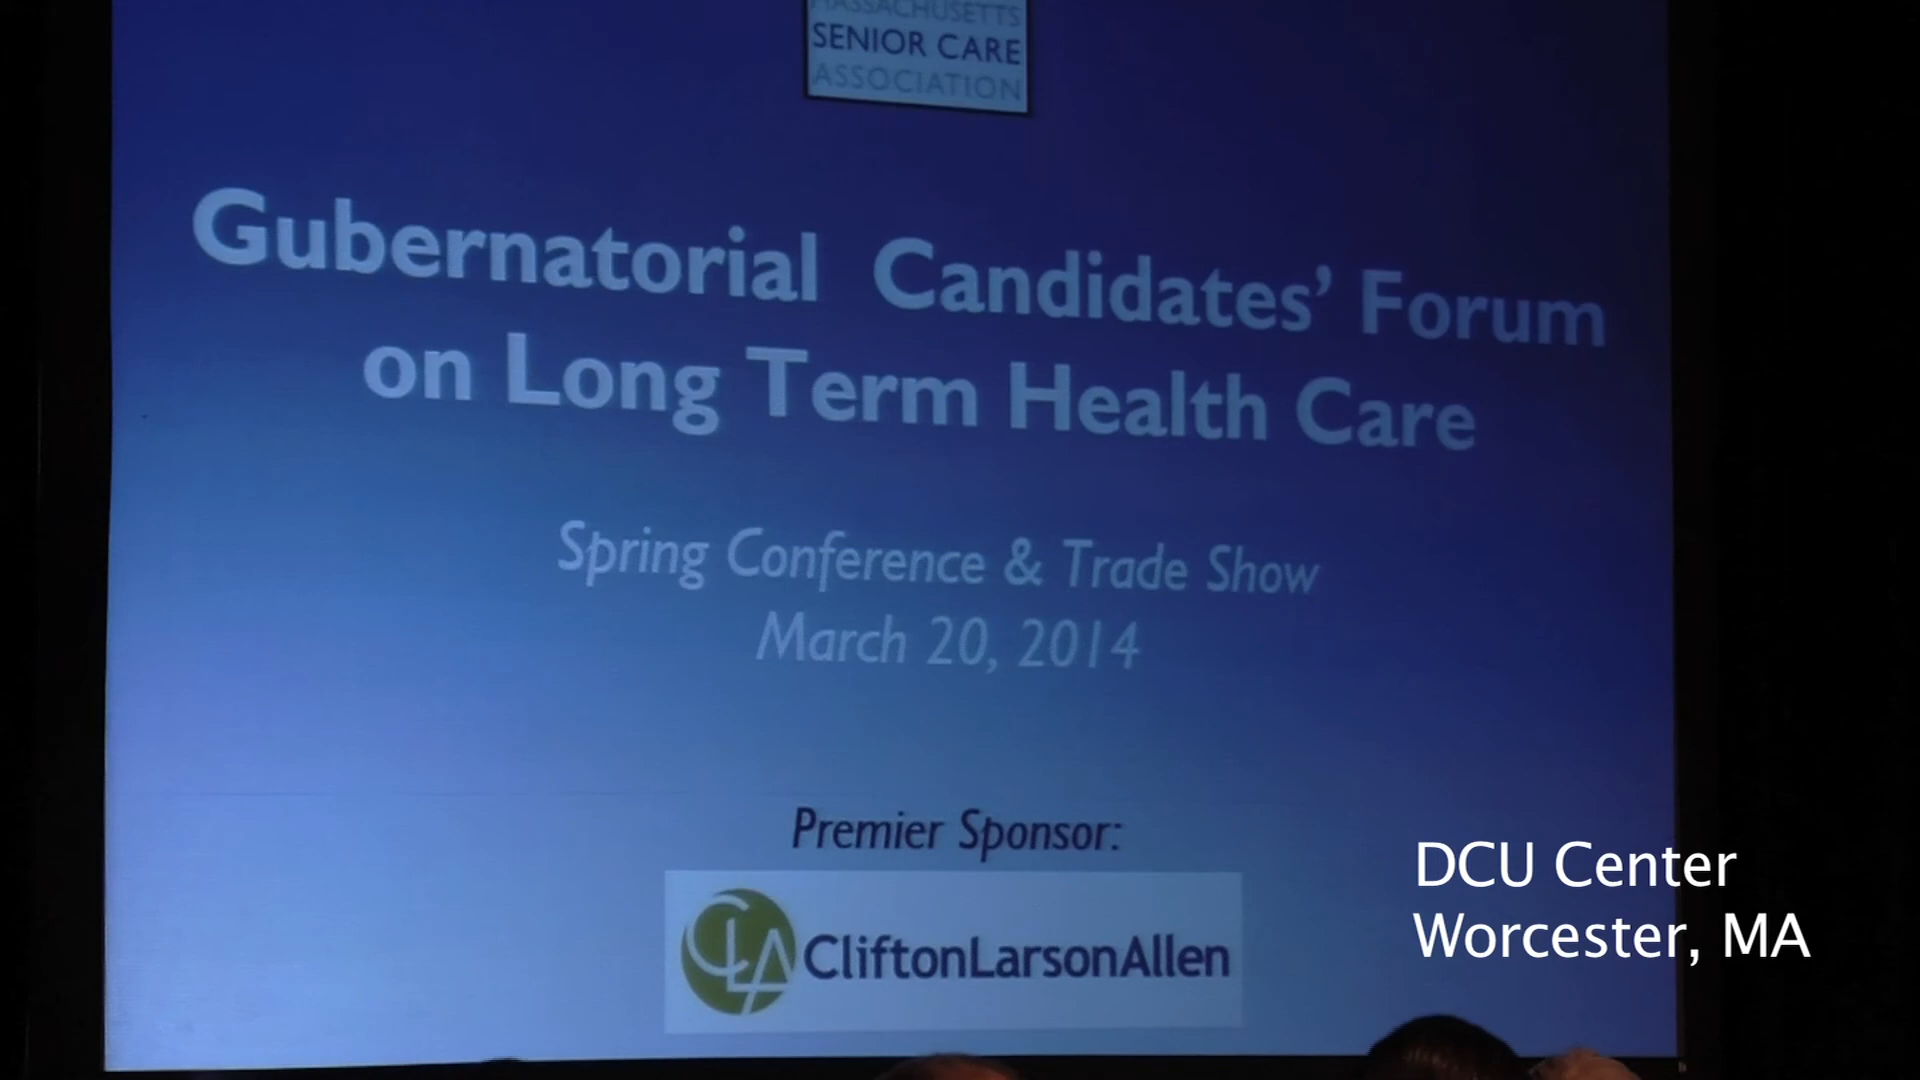 MASSACHUSETTS
SENIOR CARE
ASSOCIATION
Gubernatorial Candidates' Forum
on Long Term Health Care
Spring Conference & Trade Show
March 20, 2014
Premier Sponsor:
CLA CliftonLarsonAllen
DCU Center
Worcester, MA